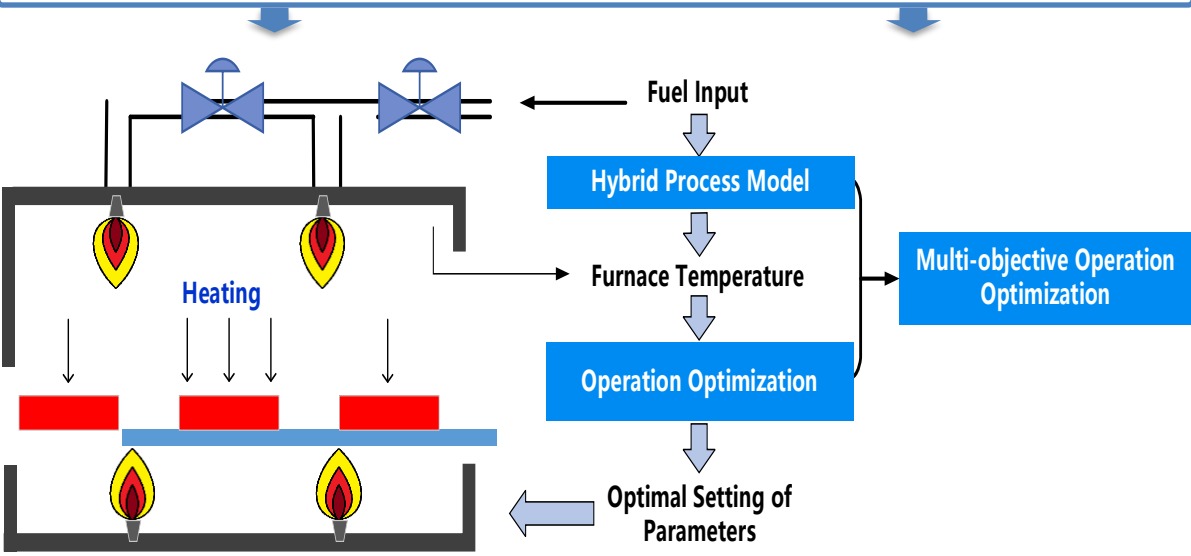 Fuel Input
Hybrid Process Model
Furnace Temperature
Heating
Multi-objective Operation
Optimization
Operation Optimization
Optimal Setting of
Parameters